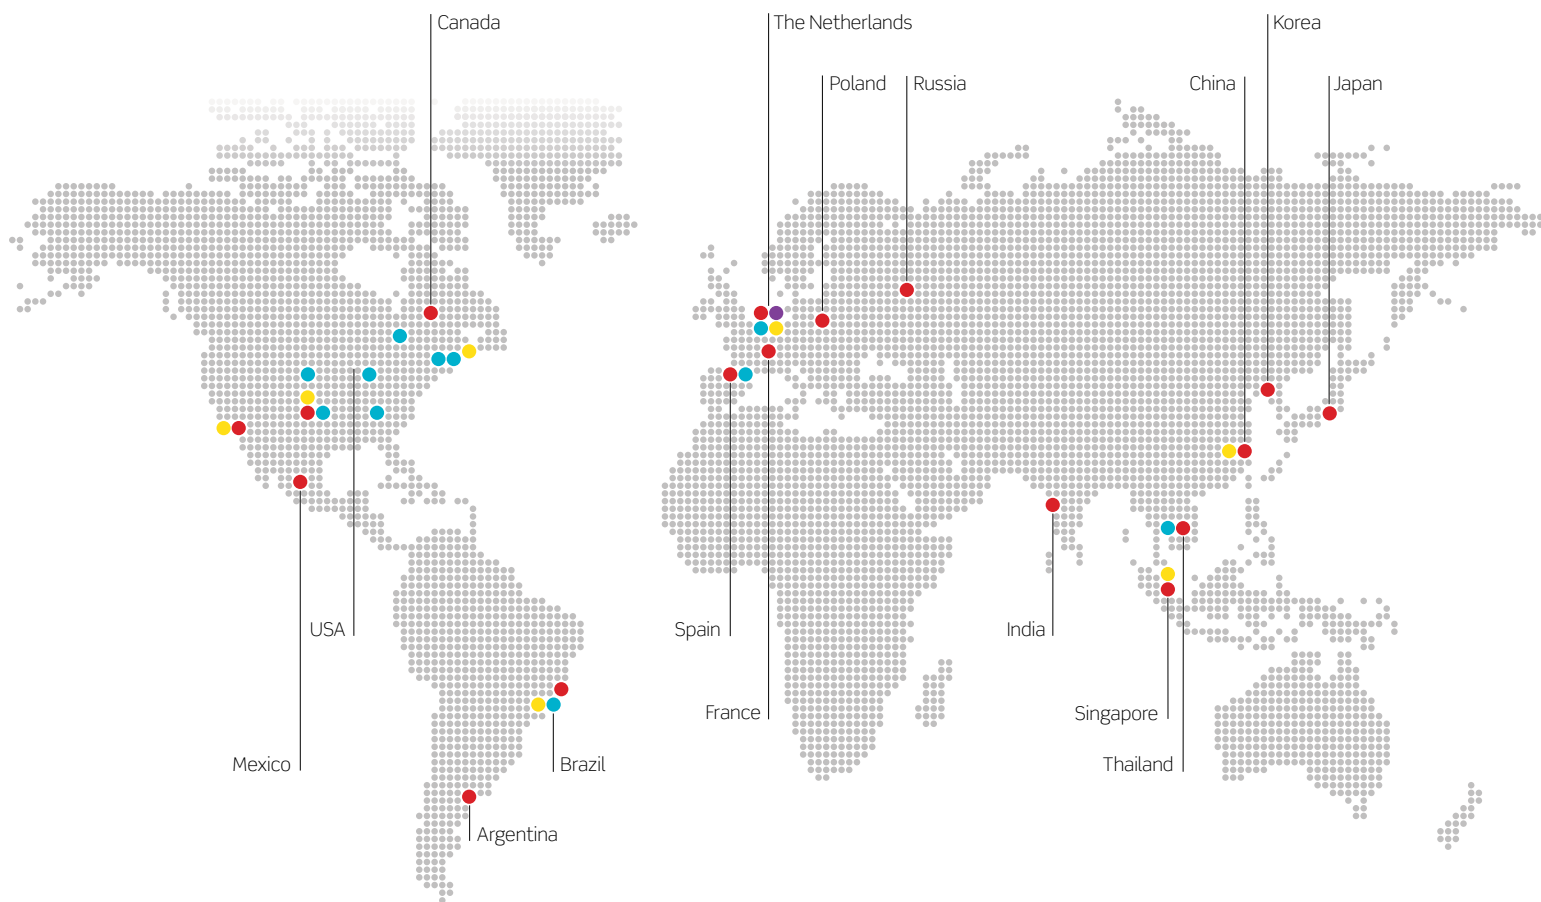 Canada
The Netherlands
Korea
Poland
Russia
China
Japan
USA
Spain
India
France
Singapore
Mexico
Brazil
Thailand
Argentina